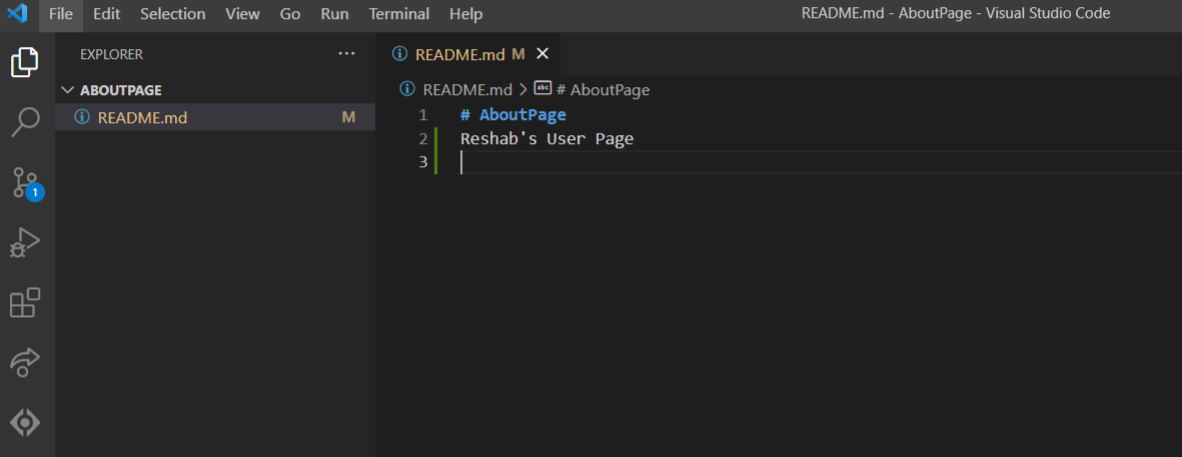 File Edit Selection View Go Run Terminal Help README.md - AboutPage - Visual Studio Code
EXPLORER ···
ABOUTPAGE
README.md M
README.md M
README.md > abc # AboutPage
1 # AboutPage
2 Reshab's User Page
3
1